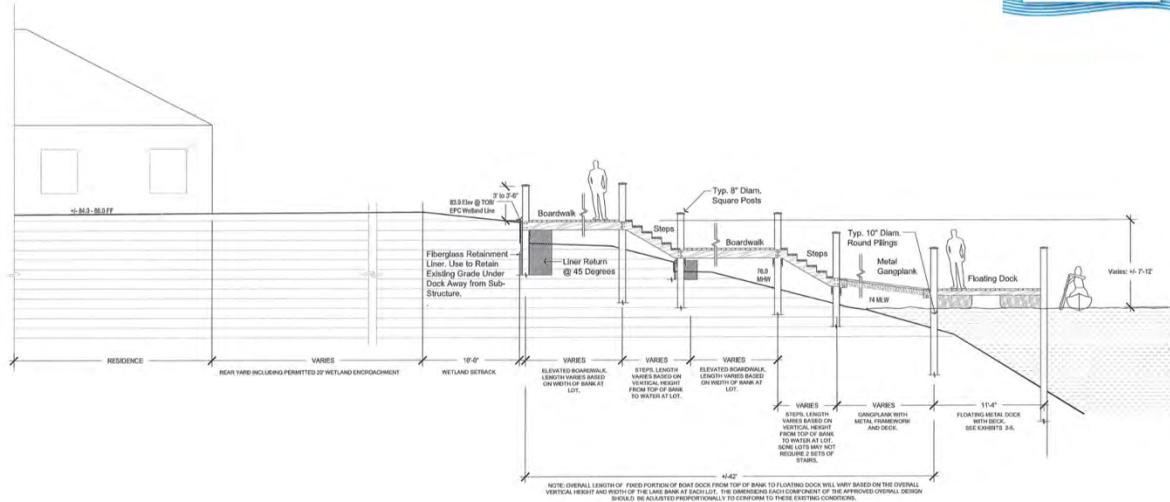 +/- 84.0 - 86.0 FF
3' to 3'-6"
83.0 Elev @ TOB/
EPC Wetland Line
Boardwalk
Fiberglass Retainment
Liner. Use to Retain
Existing Grade Under
Dock Away from Sub-
Structure.
Liner Return
@ 45 Degrees
Steps
Typ. 8" Diam.
Square Posts
Boardwalk
76.0
MHW
Steps
Typ. 10" Diam.
Round Pilings
Metal
Gangplank
74 MLW
Floating Dock
Varies: +/- 7'-12'
RESIDENCE
VARIES
REAR YARD INCLUDING PERMITTED 20' WETLAND ENCROACHMENT
10'-0"
WETLAND SETBACK
VARIES
ELEVATED BOARDWALK,
LENGTH VARIES BASED
ON WIDTH OF BANK AT
LOT.
VARIES
STEPS, LENGTH
VARIES BASED ON
VERTICAL HEIGHT
FROM TOP OF BANK
TO WATER AT LOT.
VARIES
ELEVATED BOARDWALK,
LENGTH VARIES BASED
ON WIDTH OF BANK AT
LOT.
VARIES
STEPS, LENGTH
VARIES BASED ON
VERTICAL HEIGHT
FROM TOP OF BANK
TO WATER AT LOT.
SOME LOTS MAY NOT
REQUIRE 2 SETS OF
STAIRS.
VARIES
GANGPLANK WITH
METAL FRAMEWORK
AND DECK.
11'-4"
FLOATING METAL DOCK
WITH DECK.
SEE EXHIBITS
+/-42'
NOTE: OVERALL LENGTH OF FIXED PORTION OF BOAT DOCK FROM TOP OF BANK TO FLOATING DOCK WILL VARY BASED ON THE OVERALL
VERTICAL HEIGHT AND WIDTH OF THE LAKE BANK AT EACH LOT. THE DIMENSIONS EACH COMPONENT OF THE APPROVED OVERALL DESIGN
SHOULD BE ADJUSTED PROPORTIONALLY TO CONFORM TO THESE EXISTING CONDITIONS.